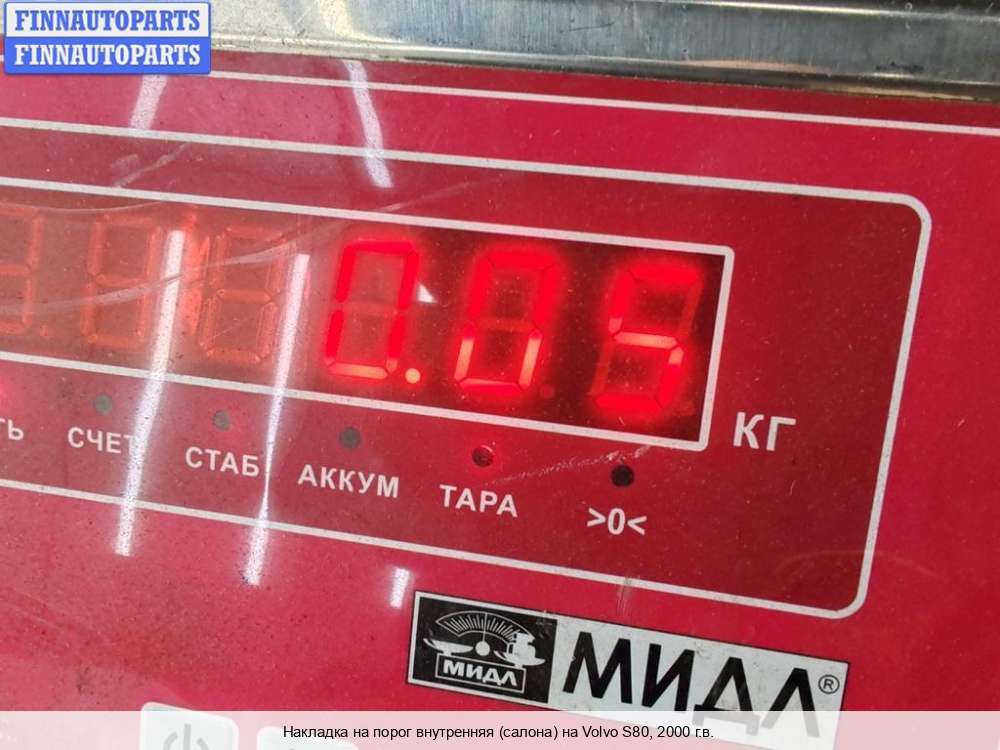 FINNAUTOPARTS
FINNAUTOPARTS
0.05
КГ
СЧЕТ
СТАБ
АККУМ
ТАРА
>0<
МИДЛ
МИДЛ®
Накладка на порог внутренняя (салона) на Volvo S80, 2000 г.в.